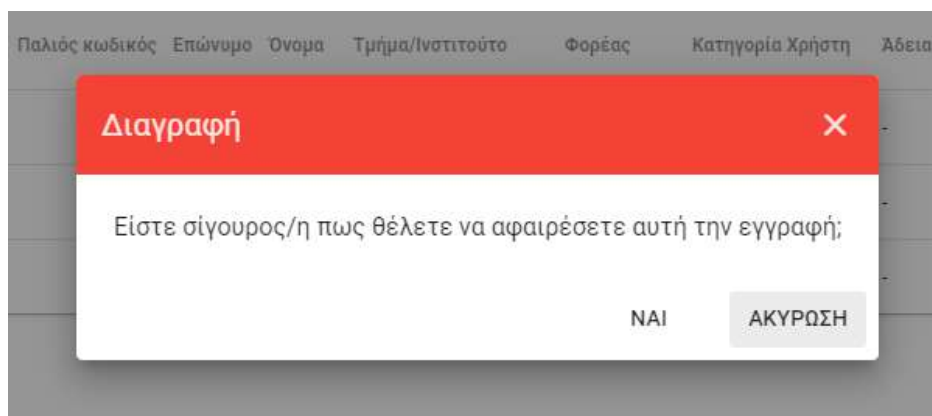 Παλιός κωδικός Επώνυμο Όνομα Τμήμα/Ινστιτούτο Φορέας Κατηγορία Χρήστη Άδεια
Διαγραφή
-
Είστε σίγουρος/η πως θέλετε να αφαιρέσετε αυτή την εγγραφή;
-
-
ΝΑΙ ΑΚΥΡΩΣΗ